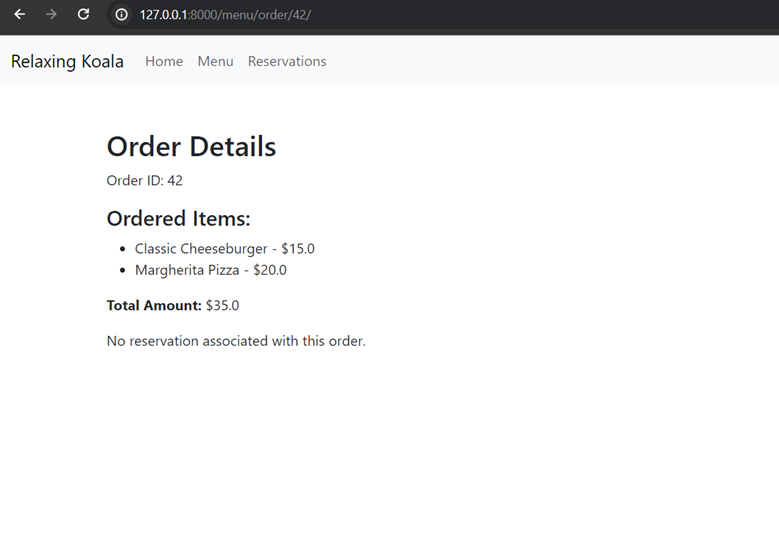 127.0.0.1:8000/menu/order/42/
Relaxing Koala Home Menu Reservations
Order Details
Order ID: 42
Ordered Items:
• Classic Cheeseburger - $15.0
• Margherita Pizza - $20.0
Total Amount: $35.0
No reservation associated with this order.